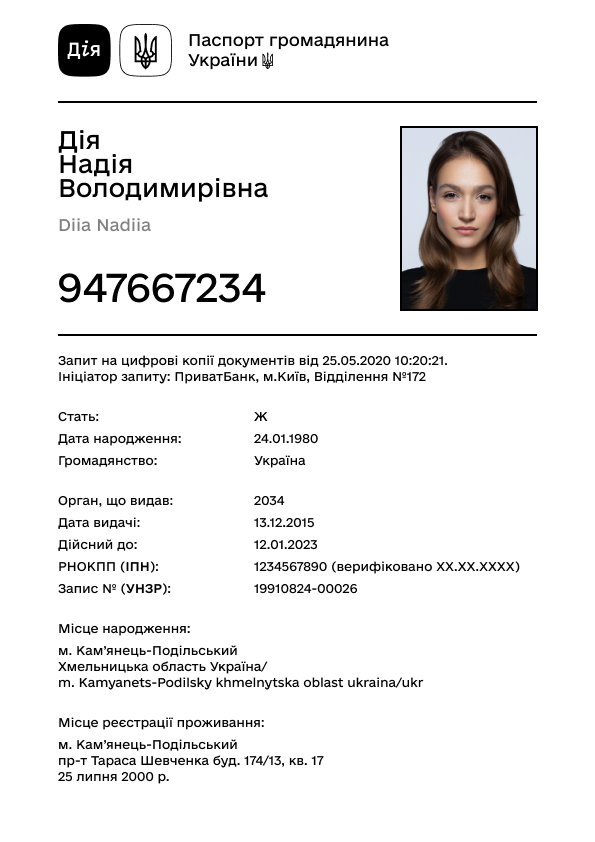 Дія
Паспорт громадянина
України
Дія
Надія
Володимирівна
Diia Nadiia
947667234
Запит на цифрові копії документів від 25.05.2020 10:20:21.
Ініціатор запиту: ПриватБанк, м.Київ, Відділення №172
Стать: Ж
Дата народження: 24.01.1980
Громадянство: Україна
Орган, що видав: 2034
Дата видачі: 13.12.2015
Дійсний до: 12.01.2023
РНОКПП (ІПН): 1234567890 (верифіковано XX.XX.XXXX)
Запис № (УНЗР): 19910824-00026
Місце народження:
м. Кам’янець-Подільський
Хмельницька область Україна/
m. Kamyanets-Podilsky khmelnytska oblast ukraina/ukr
Місце реєстрації проживання:
м. Кам’янець-Подільський
пр-т Тараса Шевченка буд. 174/13, кв. 17
25 липня 2000 р.